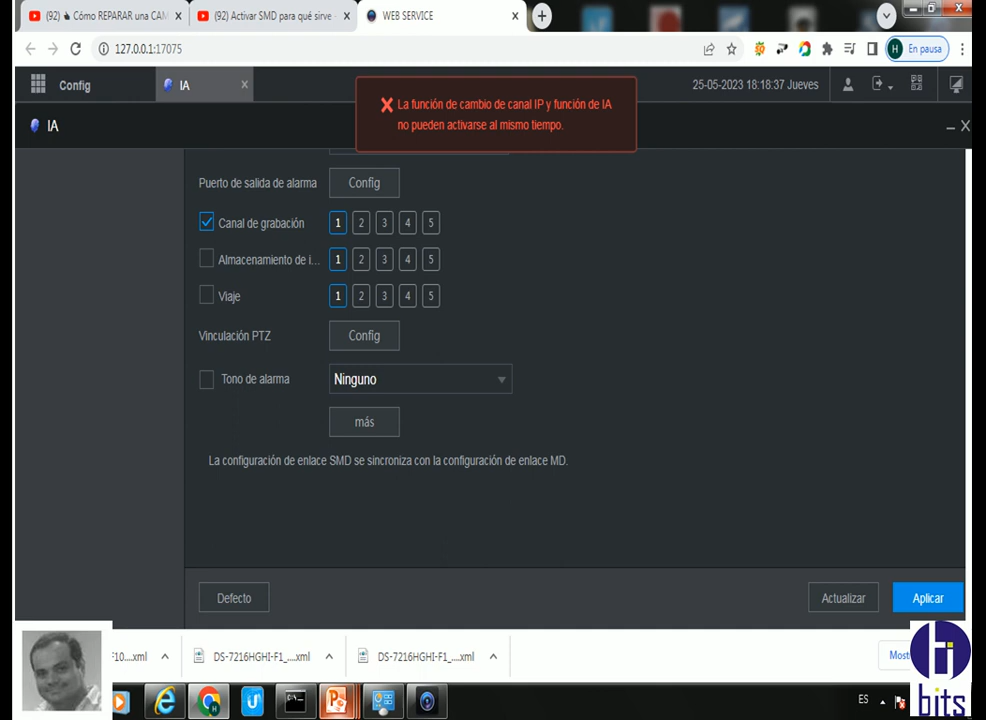 (92) Cómo REPARAR una CAM
(92) Activar SMD para qué sirve
WEB SERVICE
127.0.0.1:17075
H
En pausa
Config
IA
25-05-2023 18:18:37 Jueves
La función de cambio de canal IP y función de IA
no pueden activarse al mismo tiempo.
IA
Puerto de salida de alarma
Config
Canal de grabación
1 2 3 4 5
Almacenamiento de i...
1 2 3 4 5
Viaje
1 2 3 4 5
Vinculación PTZ
Config
Tono de alarma
Ninguno
más
La configuración de enlace SMD se sincroniza con la configuración de enlace MD.
Defecto
Actualizar
Aplicar
F10....xml
DS-7216HGHI-F1_....xml
DS-7216HGHI-F1_....xml
Most
ES
hi
bits